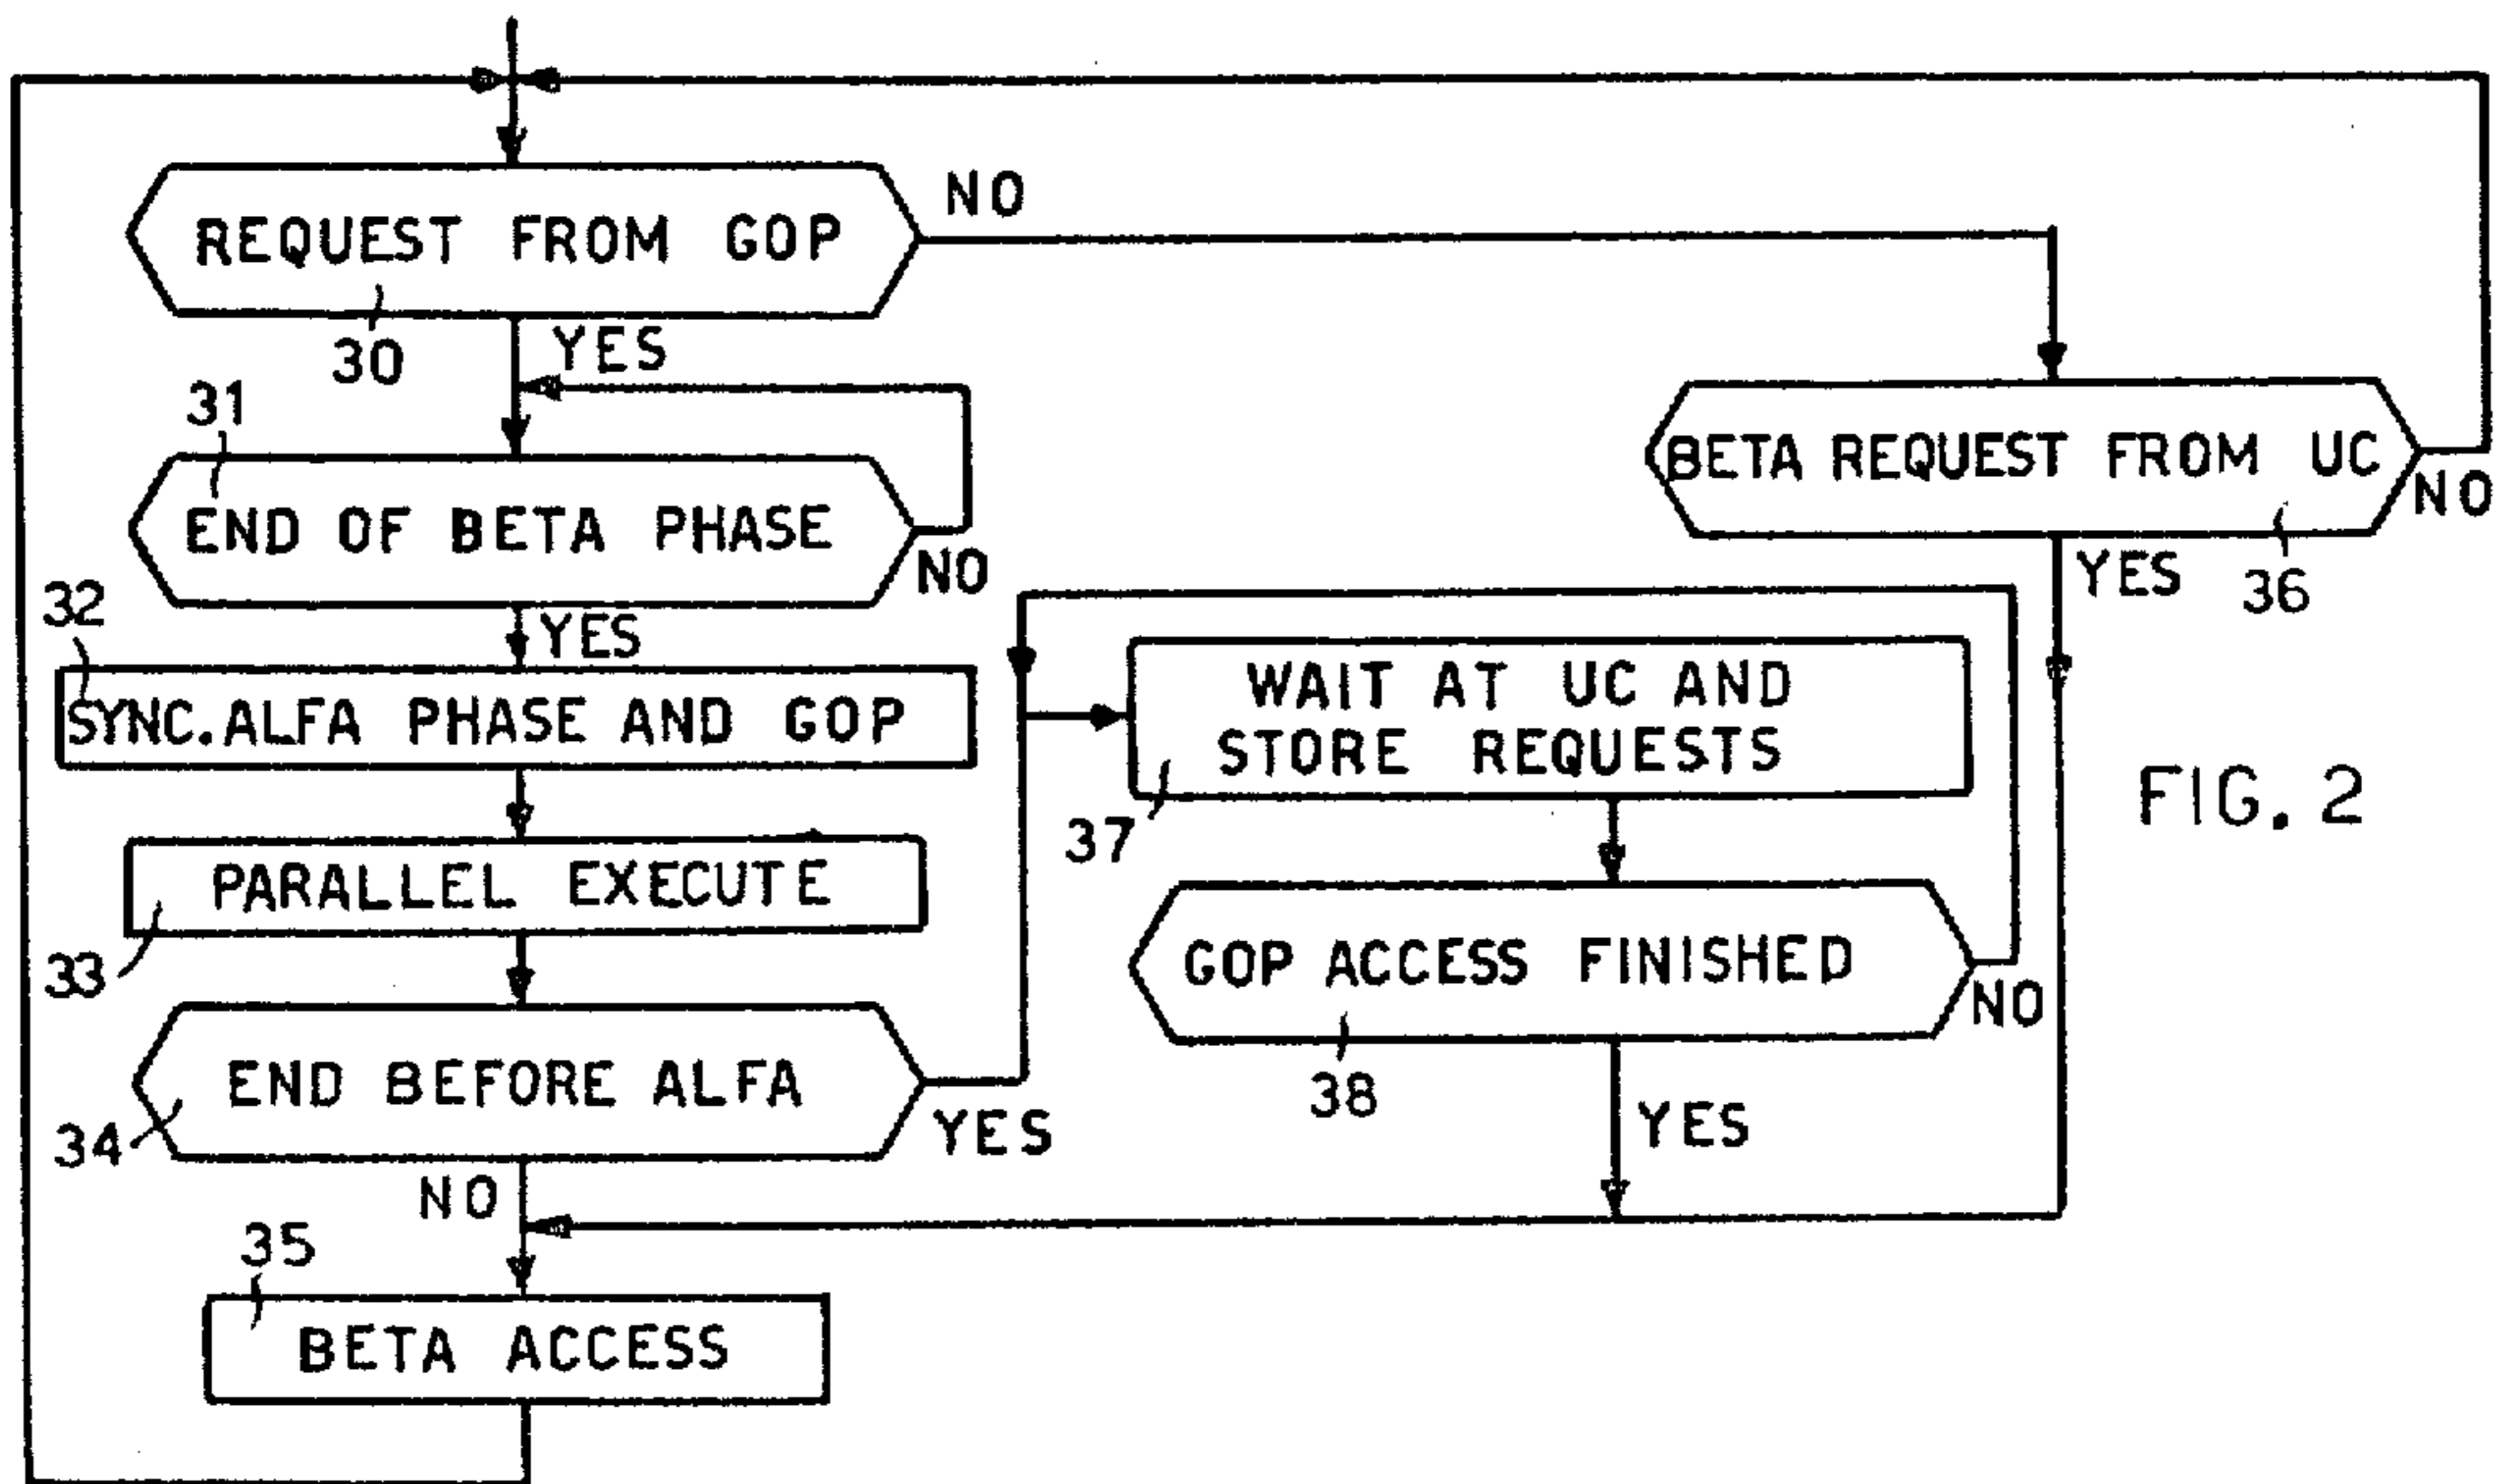 NO
REQUEST FROM GOP
30
YES
31
BETA REQUEST FROM UC
NO
END OF BETA PHASE
NO
YES
36
32
YES
SYNC. ALFA PHASE AND GOP
WAIT AT UC AND
STORE REQUESTS
37
FIG. 2
PARALLEL EXECUTE
33
GOP ACCESS FINISHED
NO
38
END BEFORE ALFA
34
YES
YES
NO
35
BETA ACCESS